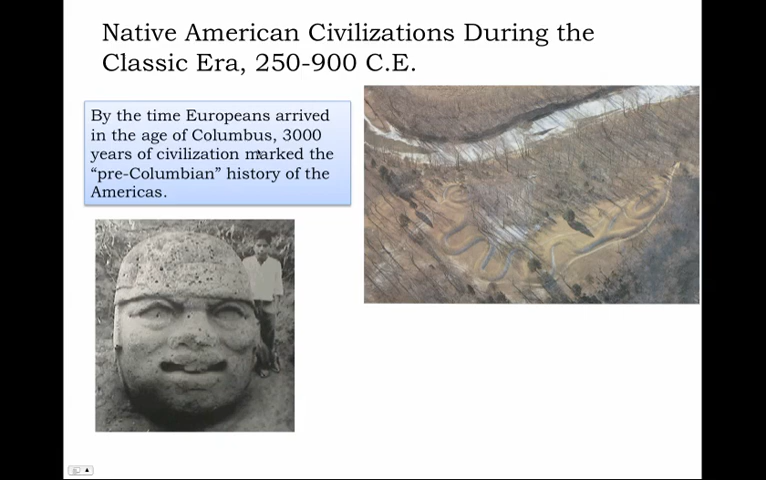 Native American Civilizations During the
Classic Era, 250-900 C.E.
By the time Europeans arrived
in the age of Columbus, 3000
years of civilization marked the
“pre-Columbian” history of the
Americas.